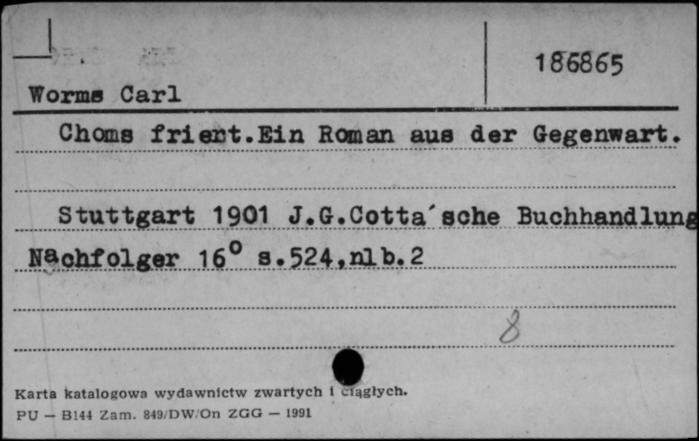 186865
Worms Carl
Choms frient.Ein Roman aus der Gegenwart.
Stuttgart 1901 J.G.Cotta´sche Buchhandlung
Nachfolger 16° s.524,nlb.2
8
Karta katalogowa wydawnictw zwartych i ciągłych.
PU — B144 Zam. 849/DW/On ZGG — 1991